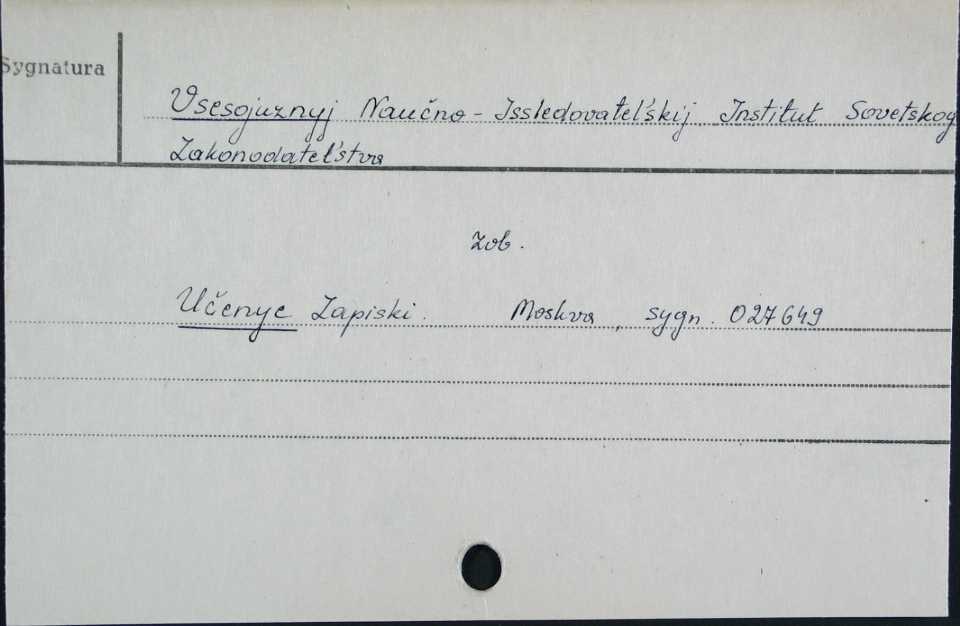 Sygnatura
Vsesojuznyj Naučno-Issledovatel'skij Institut Sovetskog
Zakonodatel'stva
zob.
Učenye Zapiski. Moskva, sygn. 027649